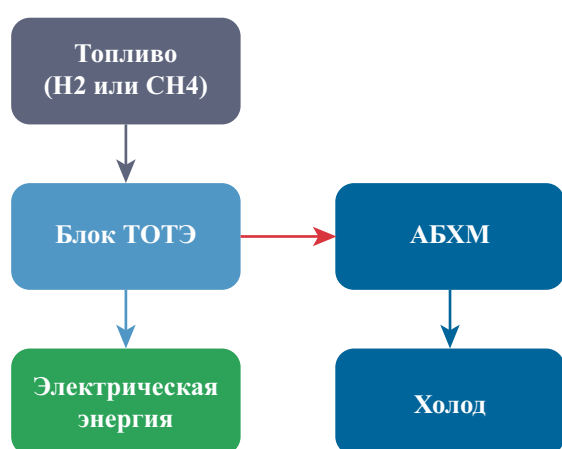 Топливо
(H2 или CH4)
Блок ТОТЭ
АБХМ
Электрическая
энергия
Холод